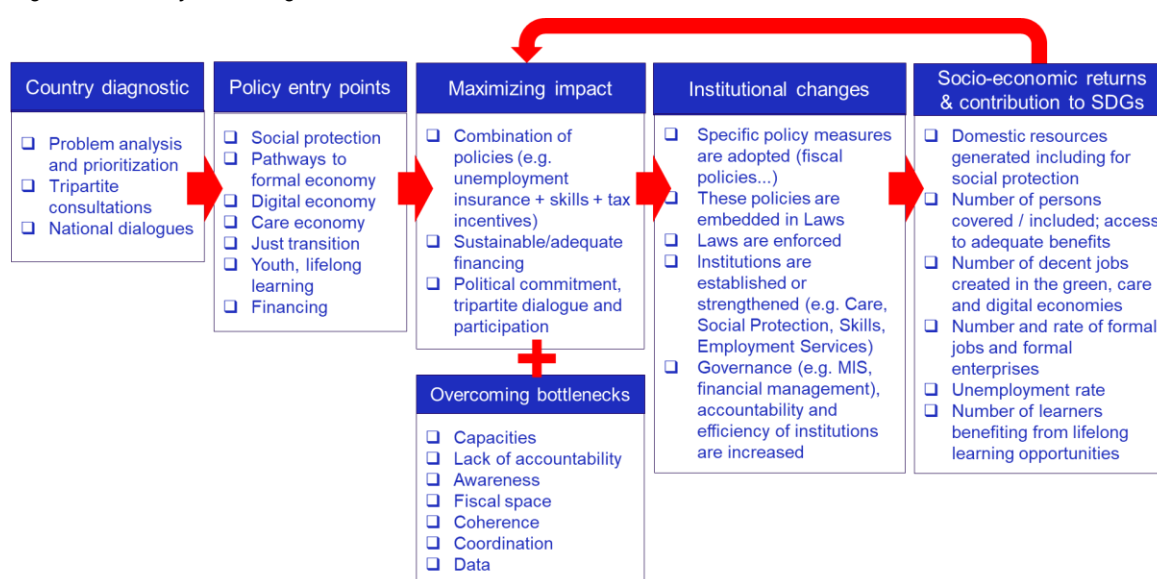 Country diagnostic
Problem analysis
and prioritization
Tripartite
consultations
National dialogues
Policy entry points
Social protection
Pathways to
formal economy
Digital economy
Care economy
Just transition
Youth, lifelong
learning
Financing
Maximizing impact
Combination of
policies (e.g.
unemployment
insurance + skills + tax
incentives)
Sustainable/adequate
financing
Political commitment,
tripartite dialogue and
participation
Overcoming bottlenecks
Capacities
Lack of accountability
Awareness
Fiscal space
Coherence
Coordination
Data
Institutional changes
Specific policy measures
are adopted (fiscal
policies...)
These policies are
embedded in Laws
Laws are enforced
Institutions are
established or
strengthened (e.g. Care,
Social Protection, Skills,
Employment Services)
Governance (e.g. MIS,
financial management),
accountability and
efficiency of institutions
are increased
Socio-economic returns
& contribution to SDGs
Domestic resources
generated including for
social protection
Number of persons
covered / included; access
to adequate benefits
Number of decent jobs
created in the green, care
and digital economies
Number and rate of formal
jobs and formal
enterprises
Unemployment rate
Number of learners
benefiting from lifelong
learning opportunities